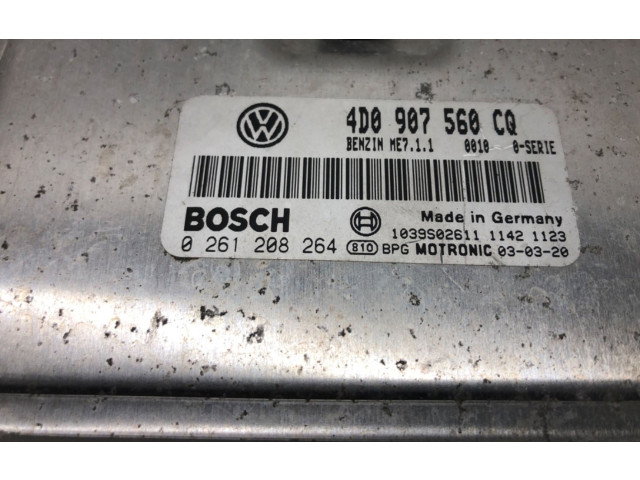 4D0 907 560 CQ
BENZIN ME7.1.1 0010 0-SERIE
BOSCH
Made in Germany
0 261 208 264
1039S02611 1142 1123
810 BPG MOTRONIC 03-03-20